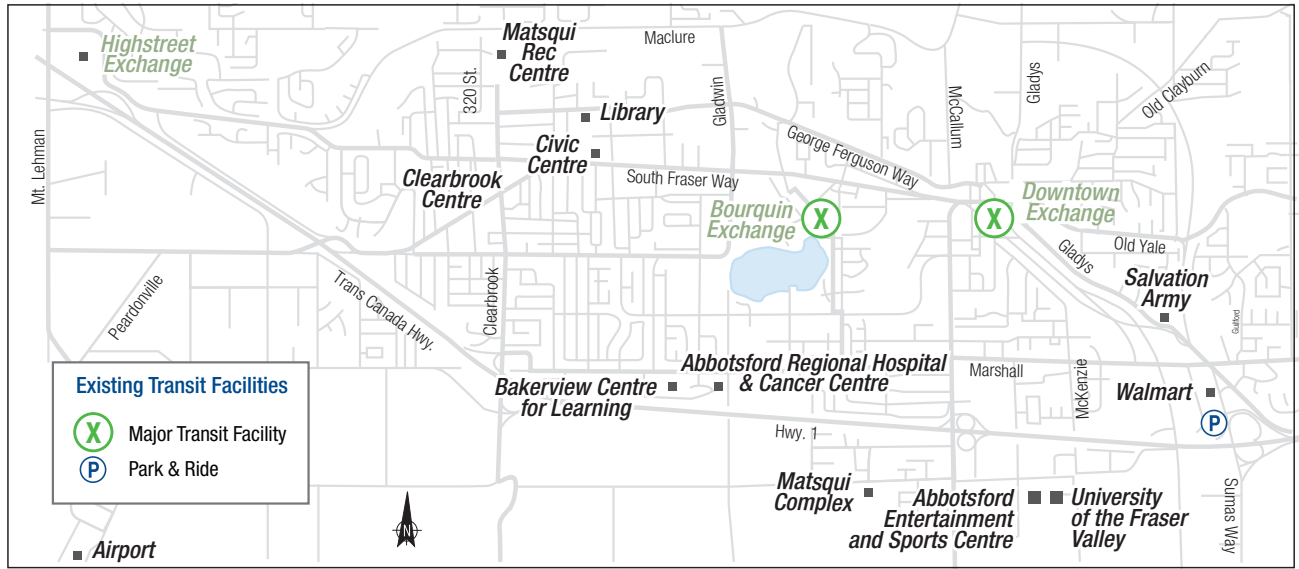 Highstreet
Exchange
Matsqui
Rec
Centre
Maclure
320 St.
Gladwin
McCallum
Gladys
Old Clayburn
Mt. Lehman
Library
Civic
Centre
George Ferguson Way
Clearbrook
Centre
South Fraser Way
Bourquin
Exchange
X
X
Downtown
Exchange
Old Yale
Gladys
Salvation
Army
Peardonville
Trans Canada Hwy.
Clearbrook
Guilford
Existing Transit Facilities
X
Major Transit Facility
P
Park & Ride
Bakerview Centre
for Learning
Abbotsford Regional Hospital
& Cancer Centre
Marshall
McKenzie
Walmart
P
Hwy. 1
Matsqui
Complex
Abbotsford
Entertainment
and Sports Centre
University
of the Fraser
Valley
Sumas Way
N
Airport